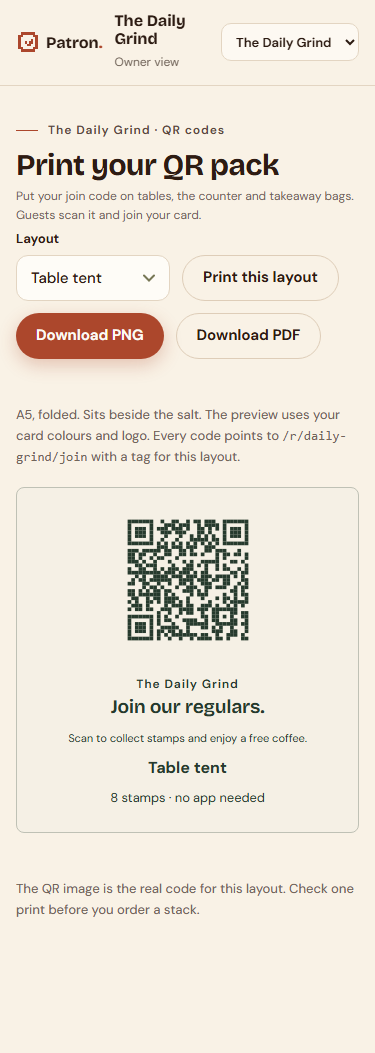 Patron.
The Daily
Grind
Owner view
The Daily Grind
The Daily Grind · QR codes
Print your QR pack
Put your join code on tables, the counter and takeaway bags.
Guests scan it and join your card.
Layout
Table tent
Print this layout
Download PNG
Download PDF
A5, folded. Sits beside the salt. The preview uses your
card colours and logo. Every code points to /r/daily-
grind/join with a tag for this layout.
The Daily Grind
Join our regulars.
Scan to collect stamps and enjoy a free coffee.
Table tent
8 stamps · no app needed
The QR image is the real code for this layout. Check one
print before you order a stack.